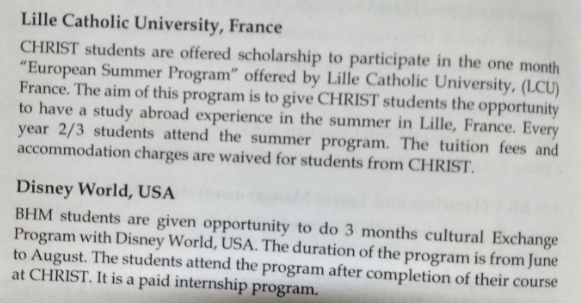 Lille Catholic University, France
CHRIST students are offered scholarship to participate in the one month
"European Summer Program" offered by Lille Catholic University, (LCU)
France. The aim of this program is to give CHRIST students the opportunity
to have a study abroad experience in the summer in Lille, France. Every
year 2/3 students attend the summer program. The tuition fees and
accommodation charges are waived for students from CHRIST.
Disney World, USA
BHM students are given opportunity to do 3 months cultural Exchange
Program with Disney World, USA. The duration of the program is from June
to August. The students attend the program after completion of their course
at CHRIST. It is a paid internship program.